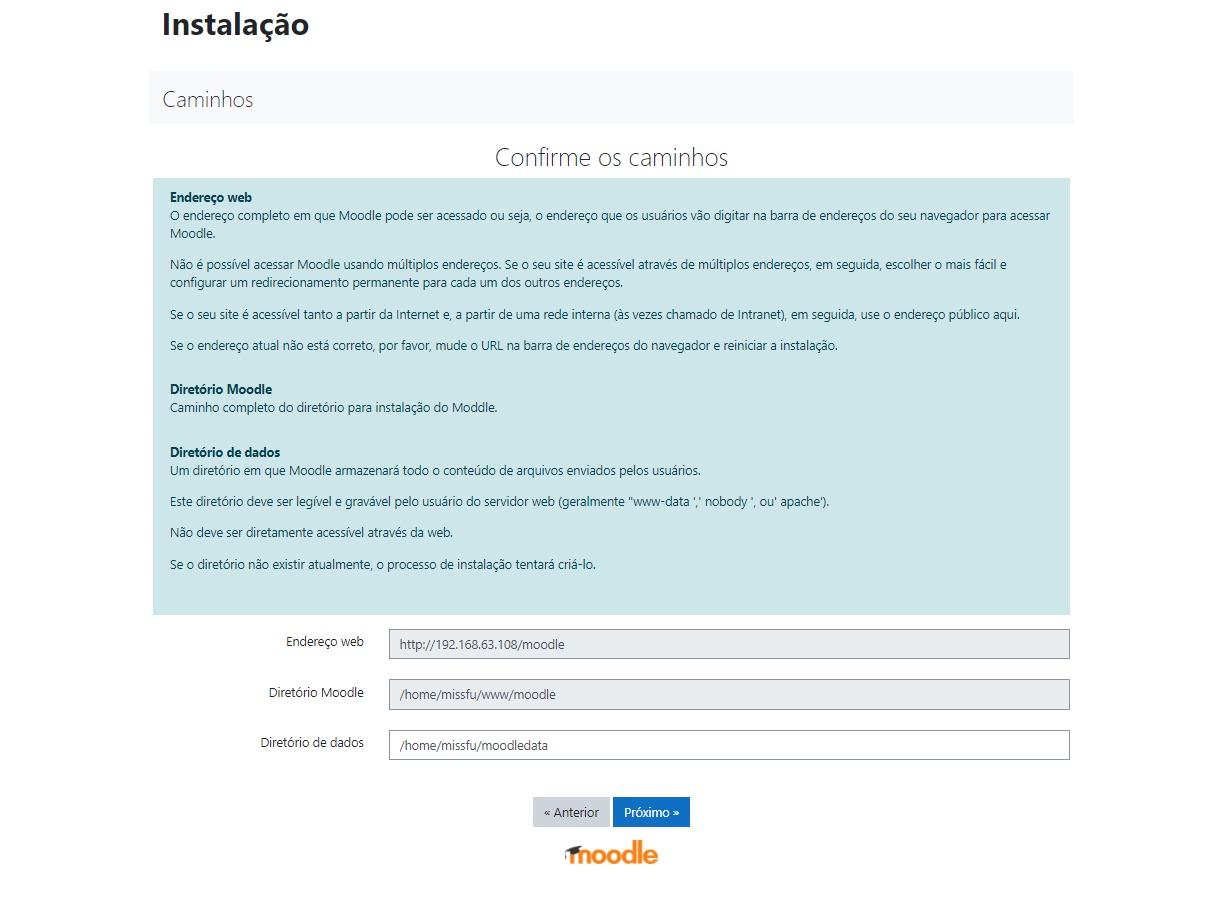 Instalação
Caminhos
Confirme os caminhos
Endereço web
O endereço completo em que Moodle pode ser acessado ou seja, o endereço que os usuários vão digitar na barra de endereços do seu navegador para acessar
Moodle.
Não é possível acessar Moodle usando múltiplos endereços. Se o seu site é acessível através de múltiplos endereços, em seguida, escolher o mais fácil e
configurar um redirecionamento permanente para cada um dos outros endereços.
Se o seu site é acessível tanto a partir da Internet e, a partir de uma rede interna (às vezes chamado de Intranet), em seguida, use o endereço público aqui.
Se o endereço atual não está correto, por favor, mude o URL na barra de endereços do navegador e reiniciar a instalação.
Diretório Moodle
Caminho completo do diretório para instalação do Moddle.
Diretório de dados
Um diretório em que Moodle armazenará todo o conteúdo de arquivos enviados pelos usuários.
Este diretório deve ser legível e gravável pelo usuário do servidor web (geralmente "www-data ',' nobody ', ou' apache').
Não deve ser diretamente acessível através da web.
Se o diretório não existir atualmente, o processo de instalação tentará criá-lo.
Endereço web http://192.168.63.108/moodle
Diretório Moodle /home/missfu/www/moodle
Diretório de dados /home/missfu/moodledata
« Anterior Próximo »
moodle